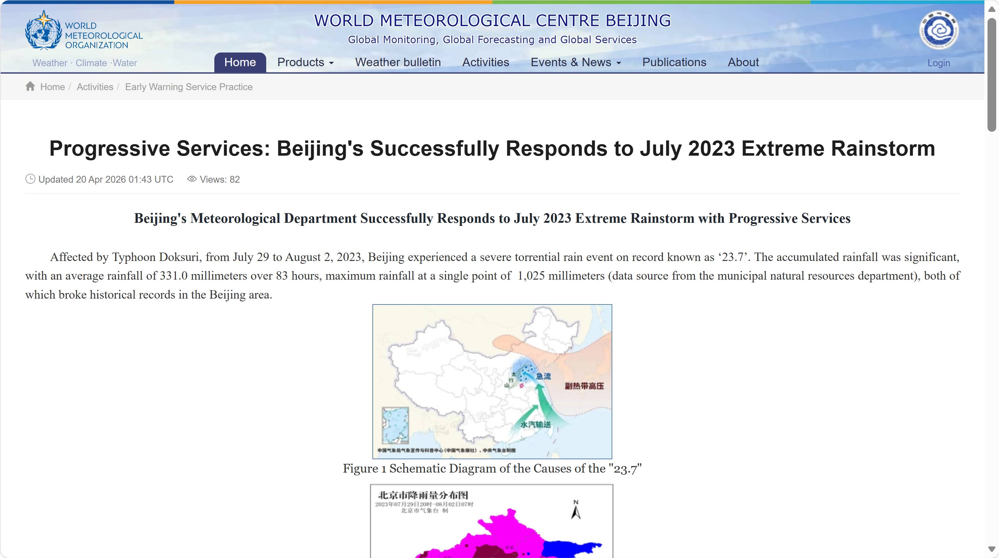 WORLD
METEOROLOGICAL
ORGANIZATION
Weather · Climate ·Water
WORLD METEOROLOGICAL CENTRE BEIJING
Global Monitoring, Global Forecasting and Global Services
Home
Products
Weather bulletin
Activities
Events & News
Publications
About
Login
Home / Activities / Early Warning Service Practice
Progressive Services: Beijing's Successfully Responds to July 2023 Extreme Rainstorm
Updated 20 Apr 2026 01:43 UTC
Views: 82
Beijing's Meteorological Department Successfully Responds to July 2023 Extreme Rainstorm with Progressive Services
Affected by Typhoon Doksuri, from July 29 to August 2, 2023, Beijing experienced a severe torrential rain event on record known as ‘23.7’. The accumulated rainfall was significant,
with an average rainfall of 331.0 millimeters over 83 hours, maximum rainfall at a single point of 1,025 millimeters (data source from the municipal natural resources department), both of
which broke historical records in the Beijing area.
太行山
急流
副热带高压
水汽输送
中国气象局气象宣传与科普中心(中国气象报社)、中央气象台制图
Figure 1 Schematic Diagram of the Causes of the "23.7"
北京市降雨量分布图
2023年07月29日20时-08月02日07时
北京市气象台 制
N
怀柔